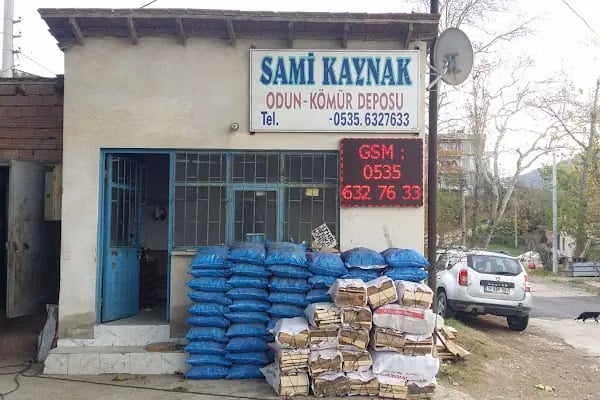 SAMİ KAYNAK
ODUN-KÖMÜR DEPOSU
Tel. -0535.6327633
GSM :
0535
632 76 33